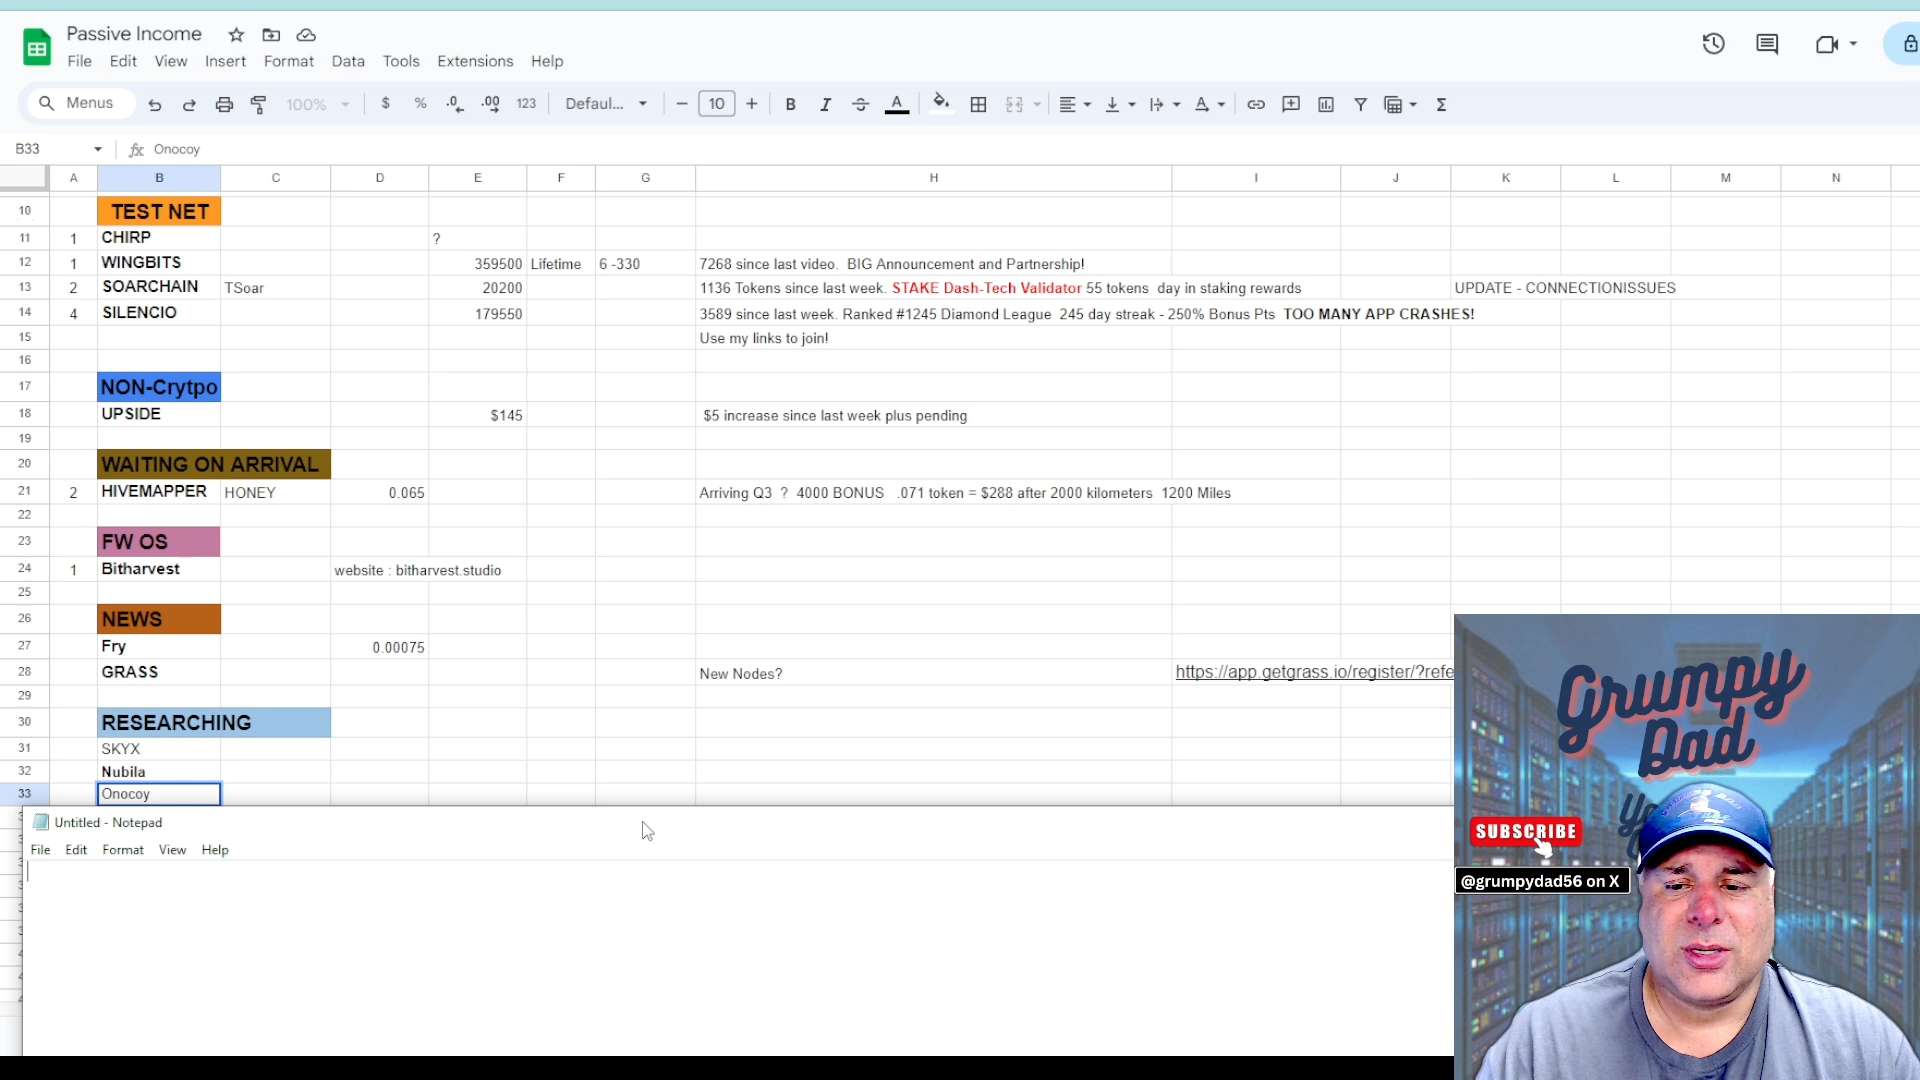 Passive Income
File Edit View Insert Format Data Tools Extensions Help
Menus 100% $ % .0 .00 123 Defaul... 10 B I A Σ
B33 fx Onocoy
A B C D E F G H I J K L M N
10 TEST NET
11 1 CHIRP ?
12 1 WINGBITS 359500 Lifetime 6 -330 7268 since last video. BIG Announcement and Partnership!
13 2 SOARCHAIN TSoar 20200 1136 Tokens since last week. STAKE Dash-Tech Validator 55 tokens day in staking rewards UPDATE - CONNECTIONISSUES
14 4 SILENCIO 179550 3589 since last week. Ranked #1245 Diamond League 245 day streak - 250% Bonus Pts TOO MANY APP CRASHES!
15 Use my links to join!
16
17 NON-Crytpo
18 UPSIDE $145 $5 increase since last week plus pending
19
20 WAITING ON ARRIVAL
21 2 HIVEMAPPER HONEY 0.065 Arriving Q3 ? 4000 BONUS .071 token = $288 after 2000 kilometers 1200 Miles
22
23 FW OS
24 1 Bitharvest website : bitharvest.studio
25
26 NEWS
27 Fry 0.00075
28 GRASS New Nodes? https://app.getgrass.io/register/?refe
29
30 RESEARCHING
31 SKYX
32 Nubila
33 Onocoy
Untitled - Notepad
File Edit Format View Help
Grumpy
Dad
SUBSCRIBE
@grumpydad56 on X